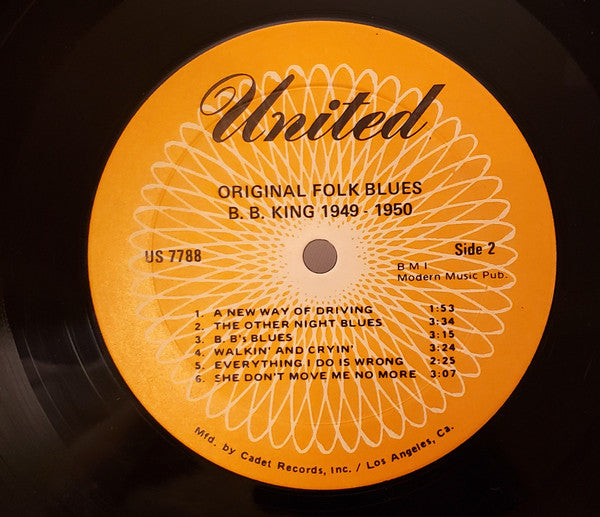 United
ORIGINAL FOLK BLUES
B. B. KING 1949 - 1950
US 7788
Side 2
B M I
Modern Music Pub.
1. A NEW WAY OF DRIVING 1:53
2. THE OTHER NIGHT BLUES 3:34
3. B. B's BLUES 3:15
4. WALKIN' AND CRYIN' 3:24
5. EVERYTHING I DO IS WRONG 2:25
6. SHE DON'T MOVE ME NO MORE 3:07
Mfd. by Cadet Records, Inc. / Los Angeles, Ca.